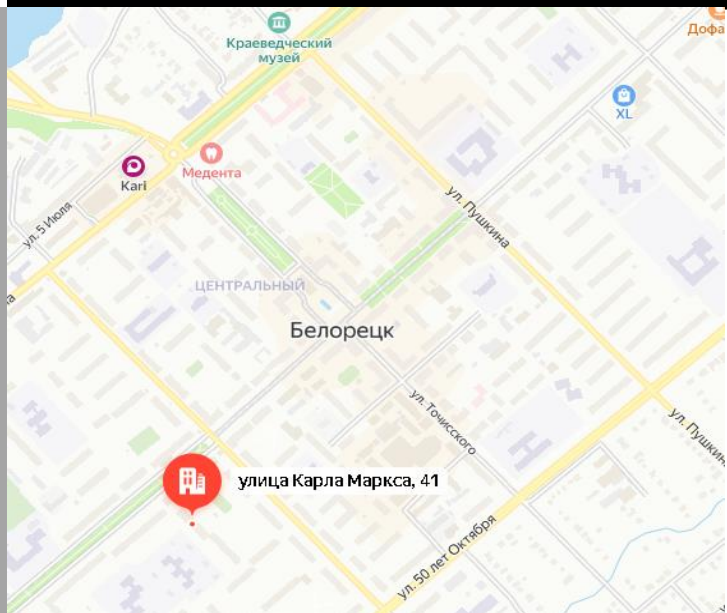 Дофа
Краеведческий
музей
XL
Медента
Kari
ул. Пушкина
ул. 5 Июля
ЦЕНТРАЛЬНЫЙ
Белорецк
ул. Точисского
ул. Пушкин
улица Карла Маркса, 41
ул. 50 лет Октября